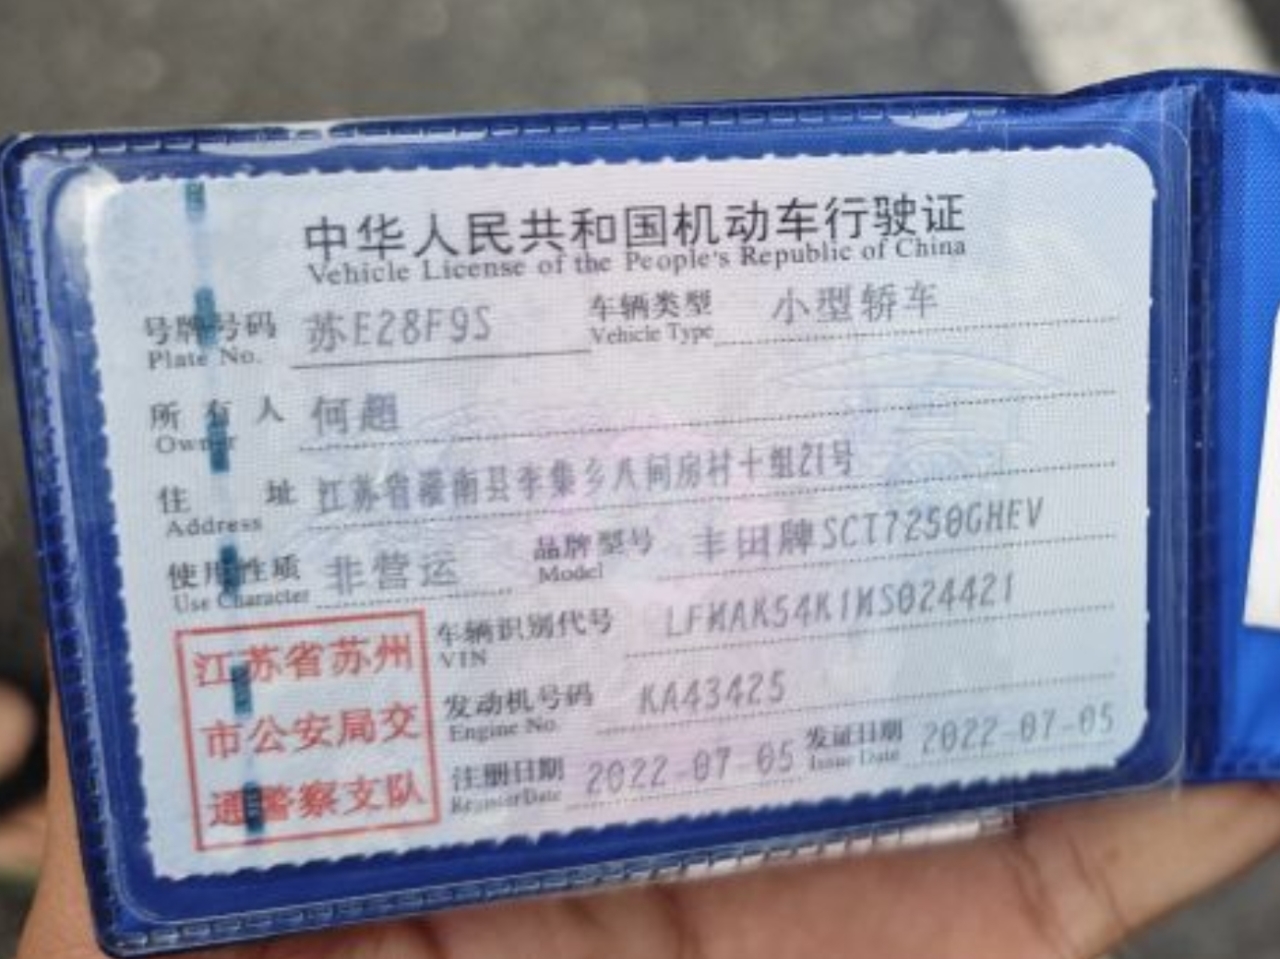 中华人民共和国机动车行驶证
Vehicle License of the People's Republic of China
号牌号码 苏E28F9S 车辆类型 小型轿车
Plate No. Vehicle Type
所有人 何超
Owner
住址 江苏省灌南县李集乡八间房村十组21号
Address
使用性质 非营运 品牌型号 丰田牌SCT7250GHEV
Use Character Model
车辆识别代号 LFMAK54K1NS024421
VIN
发动机号码 KA43425
Engine No.
注册日期 2022-07-05 发证日期 2022-07-05
Register Date Issue Date
江苏省苏州
市公安局交
通警察支队